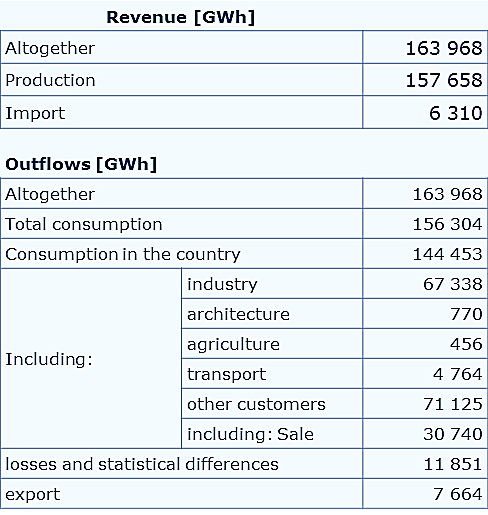 Revenue [GWh]
Altogether 163 968
Production 157 658
Import 6 310
Outflows [GWh]
Altogether 163 968
Total consumption 156 304
Consumption in the country 144 453
Including:
industry 67 338
architecture 770
agriculture 456
transport 4 764
other customers 71 125
including: Sale 30 740
losses and statistical differences 11 851
export 7 664